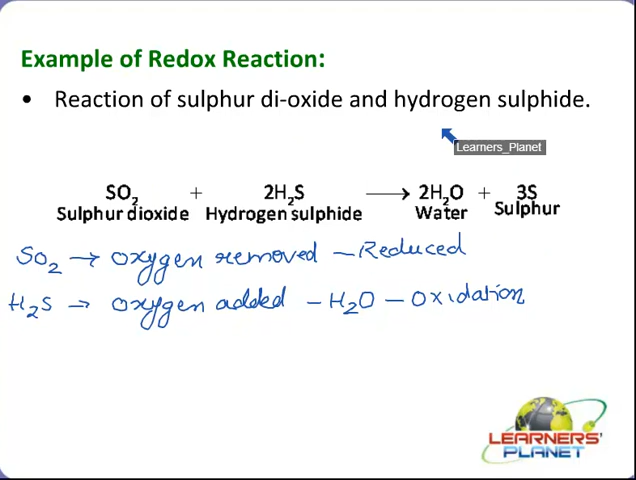 Example of Redox Reaction:
• Reaction of sulphur di-oxide and hydrogen sulphide.
Learners_Planet
SO₂ + 2H₂S ⟶ 2H₂O + 3S
Sulphur dioxide Hydrogen sulphide Water Sulphur
SO₂ → oxygen removed – Reduced
H₂S → oxygen added – H₂O – oxidation
LEARNERS'
PLANET